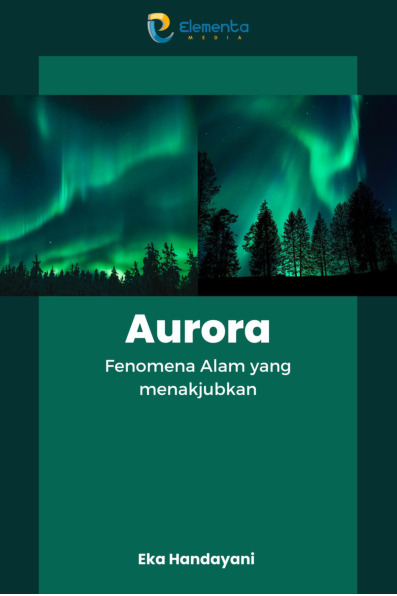 Elementa
MEDIA
Aurora
Fenomena Alam yang
menakjubkan
Eka Handayani